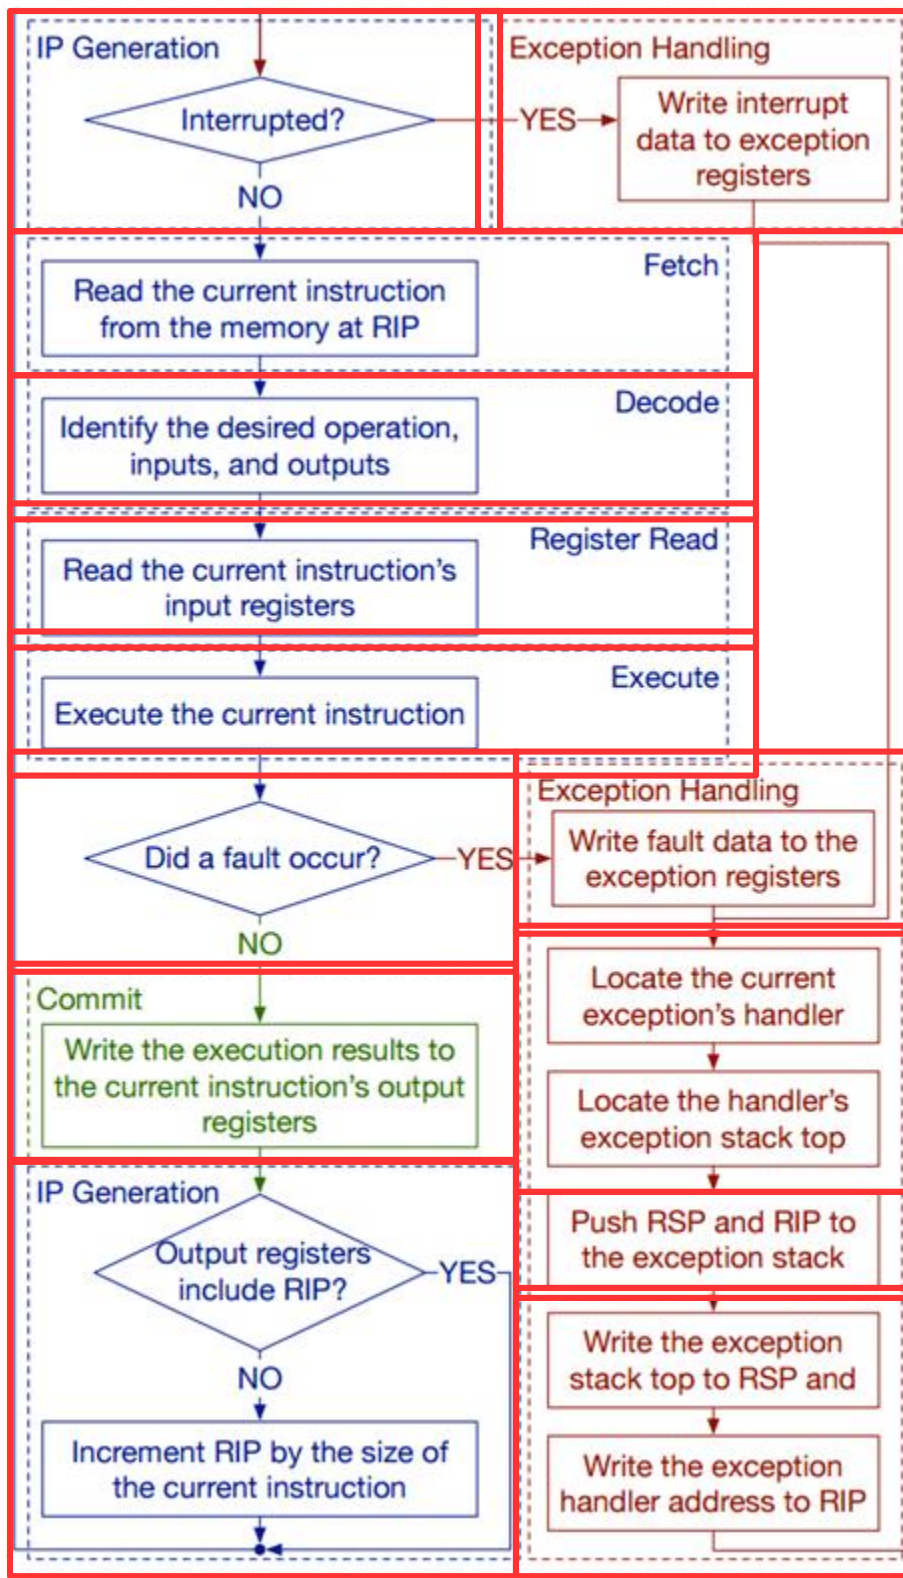 IP Generation
Interrupted?
NO
Exception Handling
YES
Write interrupt
data to exception
registers
Fetch
Read the current instruction
from the memory at RIP
Decode
Identify the desired operation,
inputs, and outputs
Register Read
Read the current instruction's
input registers
Execute
Execute the current instruction
Did a fault occur?
YES
NO
Exception Handling
Write fault data to the
exception registers
Locate the current
exception's handler
Locate the handler's
exception stack top
Push RSP and RIP to
the exception stack
Write the exception
stack top to RSP and
Write the exception
handler address to RIP
Commit
Write the execution results to
the current instruction's output
registers
IP Generation
Output registers
include RIP?
YES
NO
Increment RIP by the size of
the current instruction